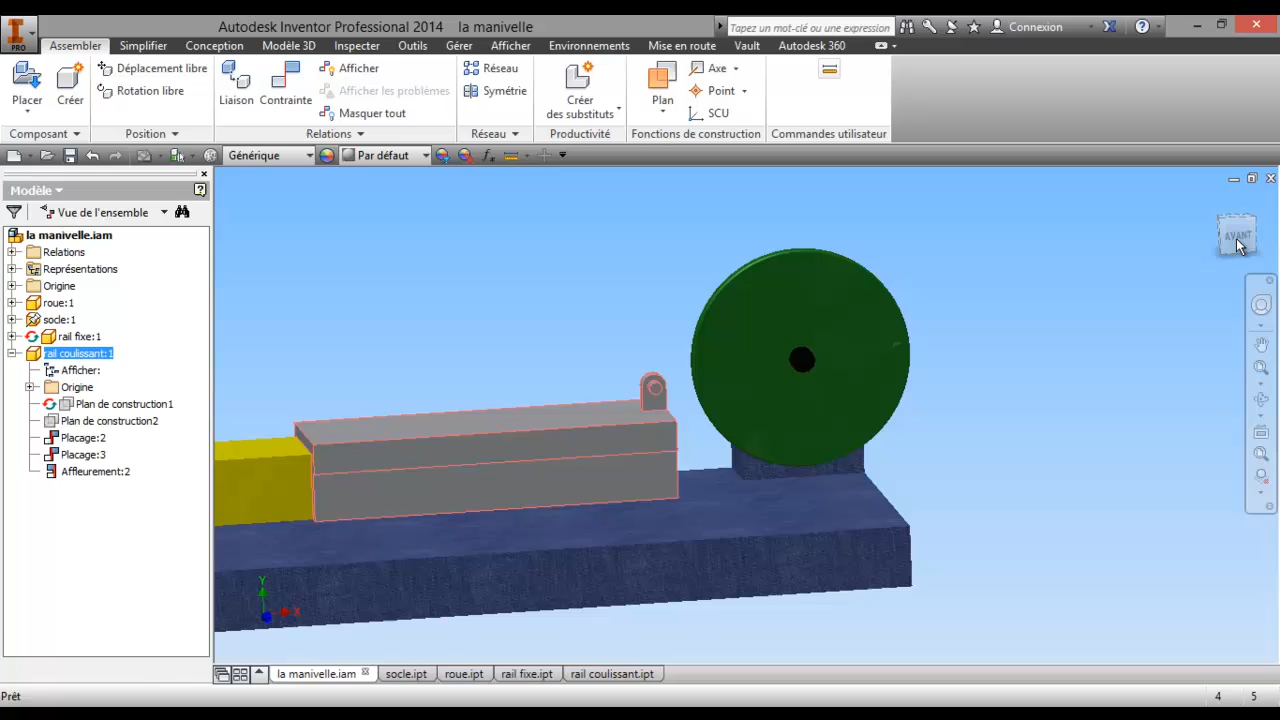 Autodesk Inventor Professional 2014 la manivelle
Tapez un mot-clé ou une expression
Connexion
PRO
Assembler Simplifier Conception Modèle 3D Inspecter Outils Gérer Afficher Environnements Mise en route Vault Autodesk 360
Placer
Créer
Déplacement libre
Rotation libre
Liaison
Contrainte
Afficher
Afficher les problèmes
Masquer tout
Réseau
Symétrie
Créer
des substituts
Plan
Axe
Point
SCU
Composant Position Relations Réseau Productivité Fonctions de construction Commandes utilisateur
Générique Par défaut
Modèle
Vue de l'ensemble
la manivelle.iam
Relations
Représentations
Origine
roue:1
socle:1
rail fixe:1
rail coulissant:1
Afficher:
Origine
Plan de construction1
Plan de construction2
Placage:2
Placage:3
Affleurement:2
AVANT
Y
X
la manivelle.iam socle.ipt roue.ipt rail fixe.ipt rail coulissant.ipt
Prêt 4 5